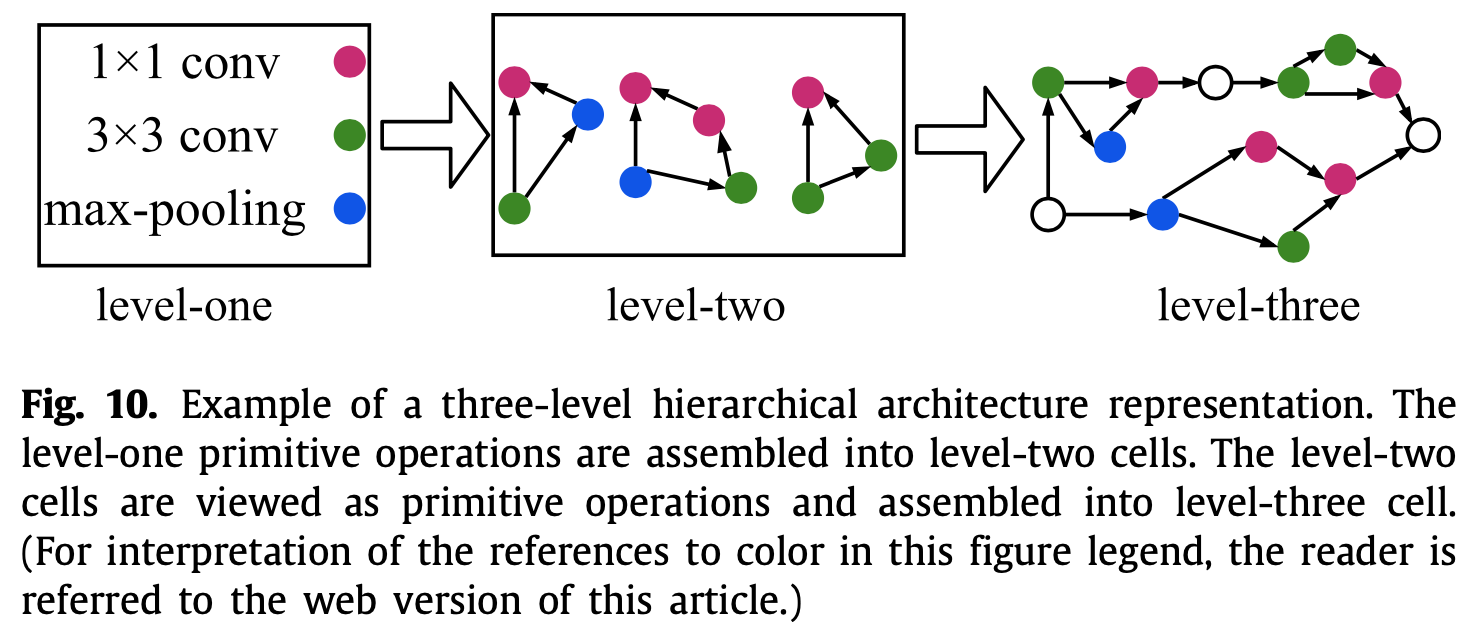 1×1 conv
3×3 conv
max-pooling
level-one
level-two
level-three
Fig. 10. Example of a three-level hierarchical architecture representation. The
level-one primitive operations are assembled into level-two cells. The level-two
cells are viewed as primitive operations and assembled into level-three cell.
(For interpretation of the references to color in this figure legend, the reader is
referred to the web version of this article.)